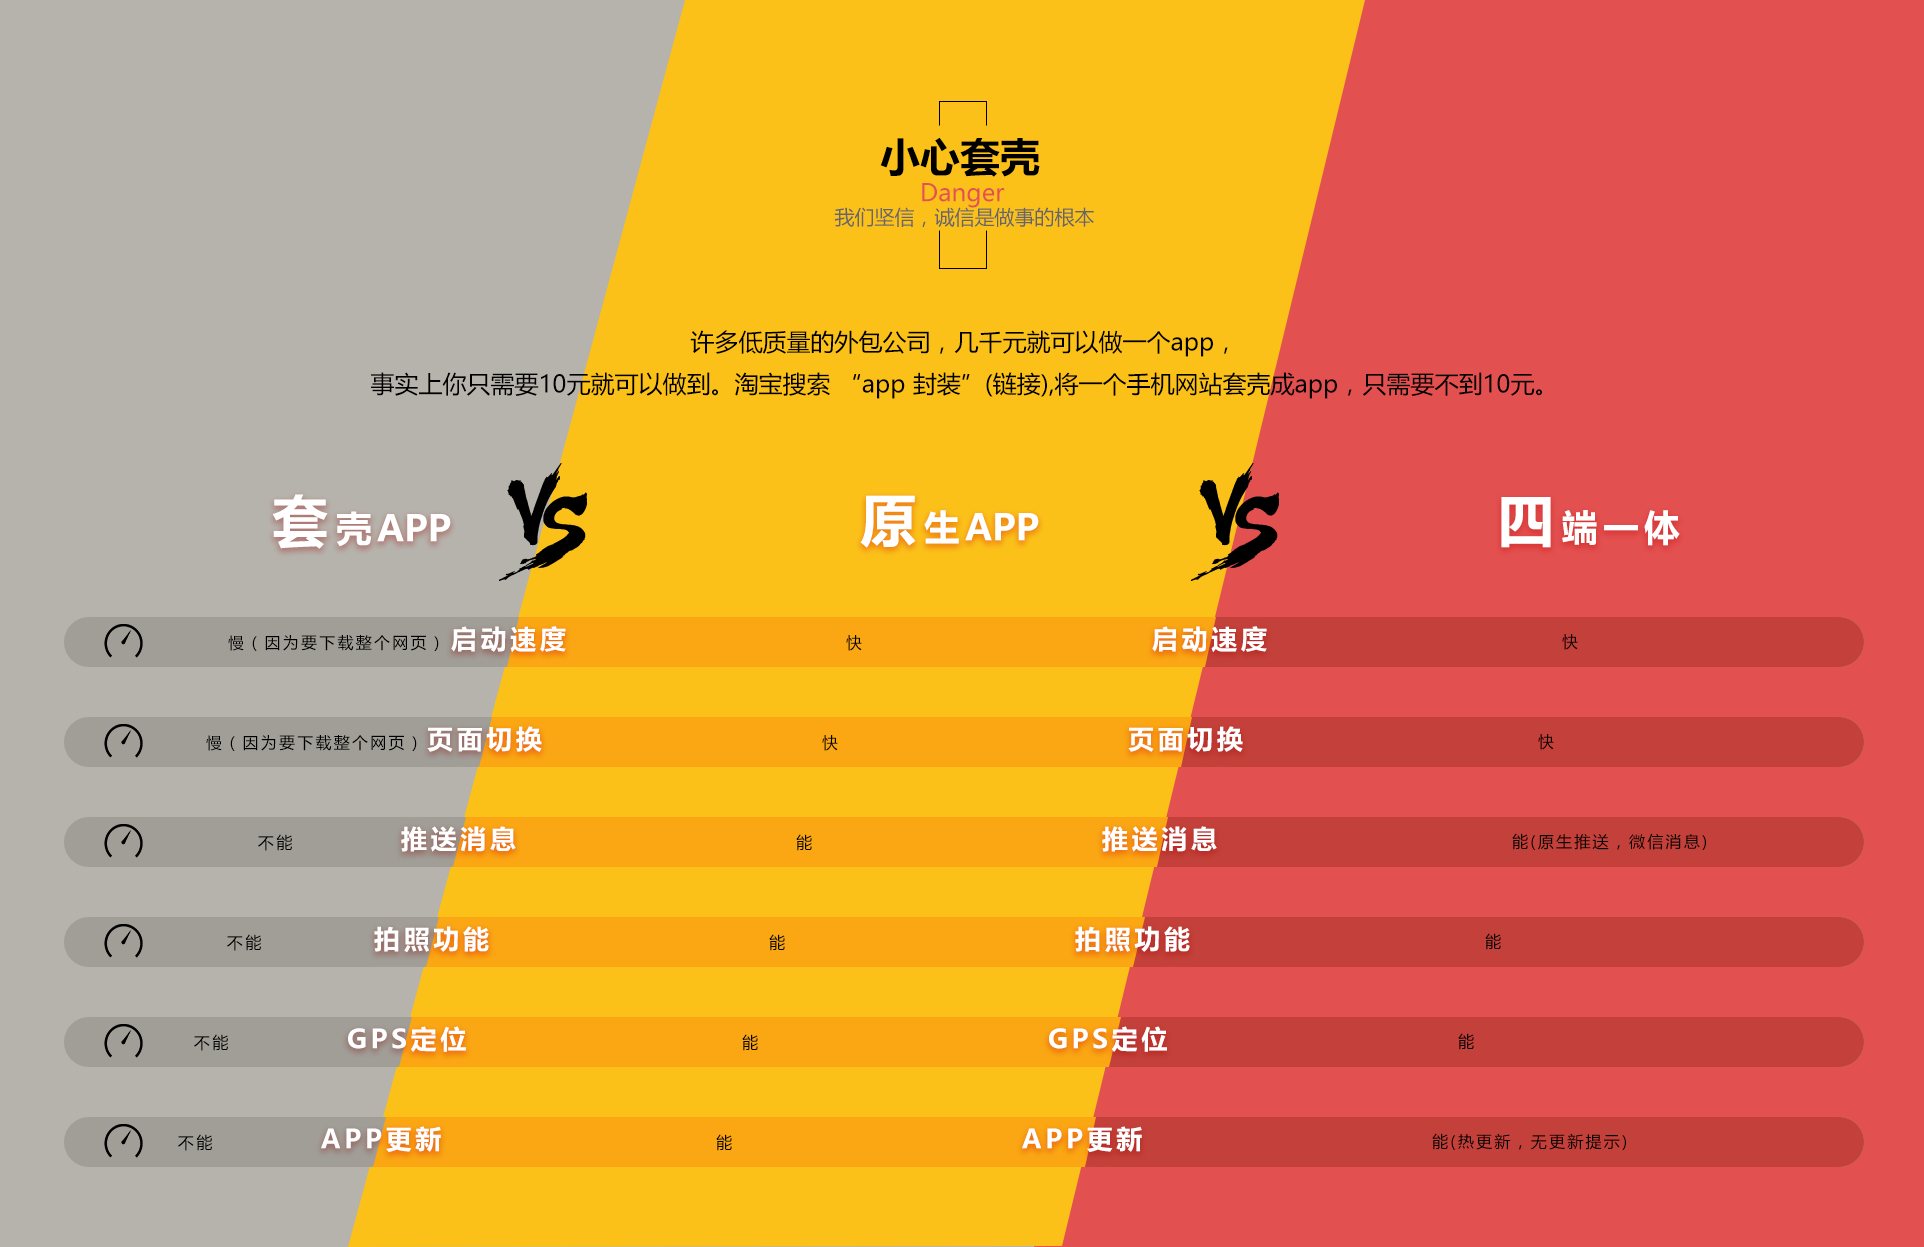 小心套壳
Danger
我们坚信，诚信是做事的根本
许多低质量的外包公司，几千元就可以做一个app，
事实上你只需要10元就可以做到。淘宝搜索 “app 封装” (链接),将一个手机网站套壳成app，只需要不到10元。
套壳APP VS 原生APP VS 四端一体
慢（因为要下载整个网页） 启动速度 快 启动速度 快
慢（因为要下载整个网页） 页面切换 快 页面切换 快
不能 推送消息 能 推送消息 能(原生推送，微信消息)
不能 拍照功能 能 拍照功能 能
不能 GPS定位 能 GPS定位 能
不能 APP更新 能 APP更新 能(热更新，无更新提示)